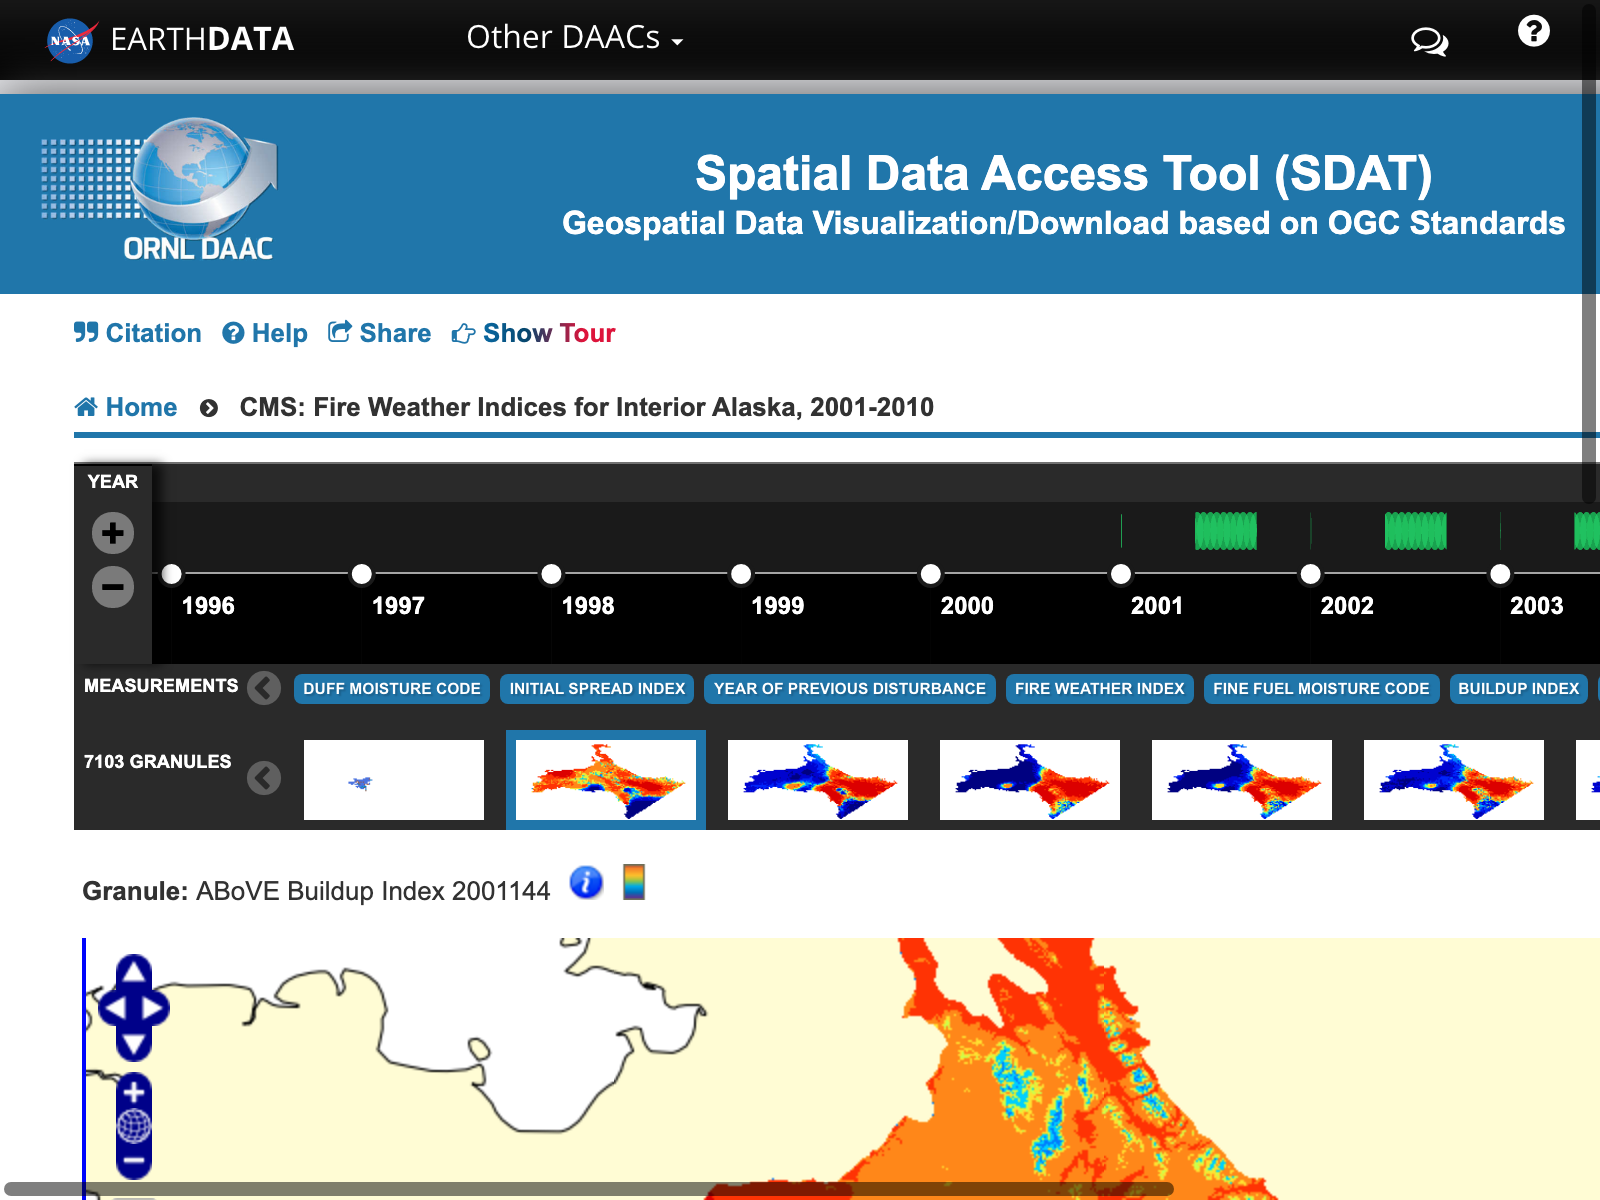 NASA EARTHDATA Other DAACs ?
ORNL DAAC
Spatial Data Access Tool (SDAT)
Geospatial Data Visualization/Download based on OGC Standards
Citation Help Share Show Tour
Home CMS: Fire Weather Indices for Interior Alaska, 2001-2010
YEAR
1996 1997 1998 1999 2000 2001 2002 2003
MEASUREMENTS DUFF MOISTURE CODE INITIAL SPREAD INDEX YEAR OF PREVIOUS DISTURBANCE FIRE WEATHER INDEX FINE FUEL MOISTURE CODE BUILDUP INDEX
7103 GRANULES
Granule: ABoVE Buildup Index 2001144